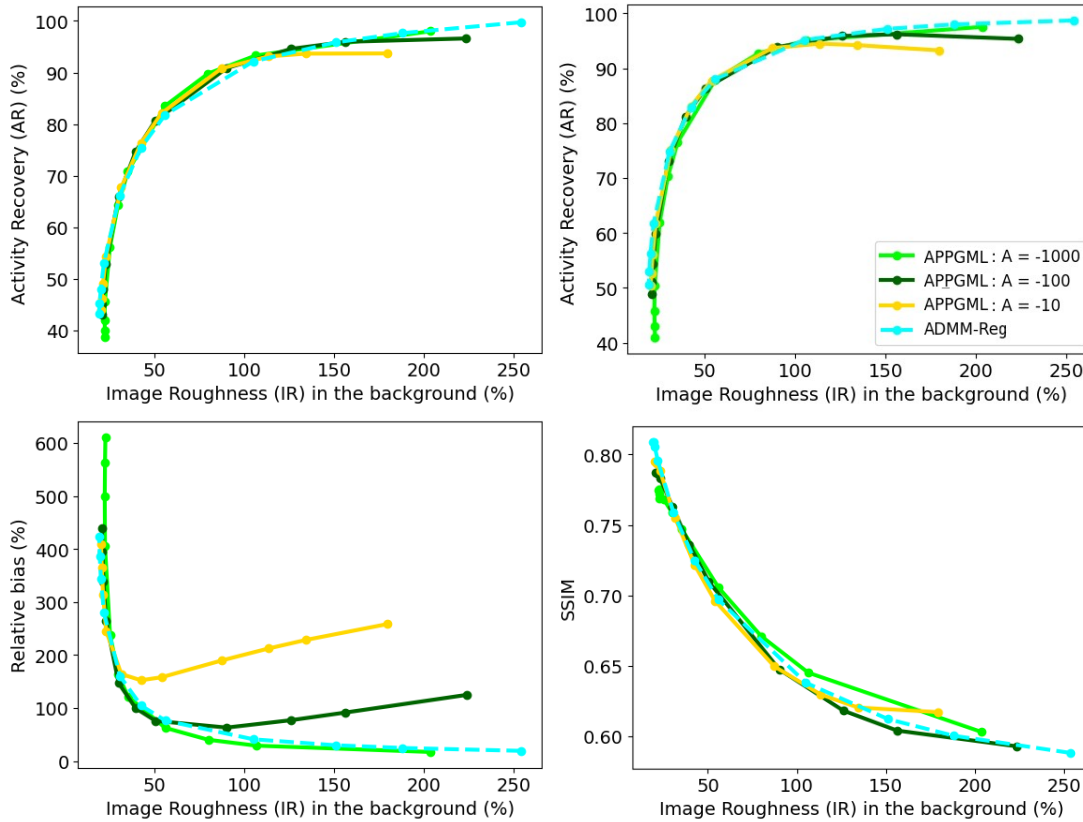 100
90
80
70
60
50
40
Activity Recovery (AR) (%)
50 100 150 200 250
Image Roughness (IR) in the background (%)
100
90
80
70
60
50
40
Activity Recovery (AR) (%)
APPGML : A = -1000
APPGML : A = -100
APPGML : A = -10
ADMM-Reg
50 100 150 200 250
Image Roughness (IR) in the background (%)
600
500
400
300
200
100
0
Relative bias (%)
50 100 150 200 250
Image Roughness (IR) in the background (%)
0.80
0.75
0.70
0.65
0.60
SSIM
50 100 150 200 250
Image Roughness (IR) in the background (%)